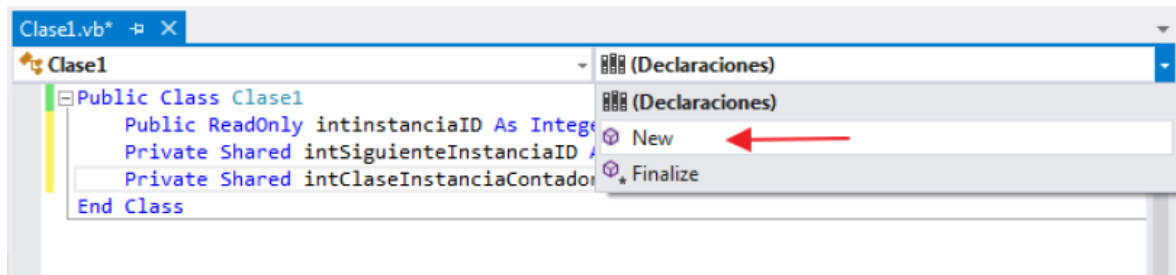 Clase1.vb*
Clase1
(Declaraciones)
(Declaraciones)
New
Finalize
Public Class Clase1
Public ReadOnly intinstanciaID As
Private Shared intSiguienteInstanciaID
Private Shared intClaseInstanciaContador
End Class